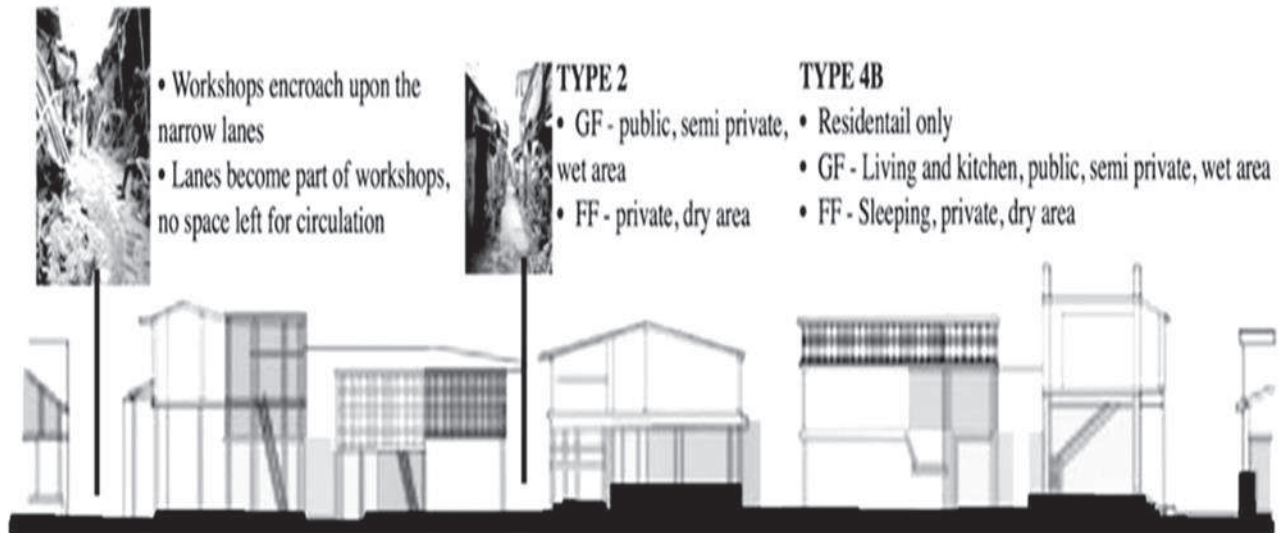 • Workshops encroach upon the
narrow lanes
• Lanes become part of workshops,
no space left for circulation
TYPE 2
• GF - public, semi private,
wet area
• FF - private, dry area
TYPE 4B
• Residentail only
• GF - Living and kitchen, public, semi private, wet area
• FF - Sleeping, private, dry area